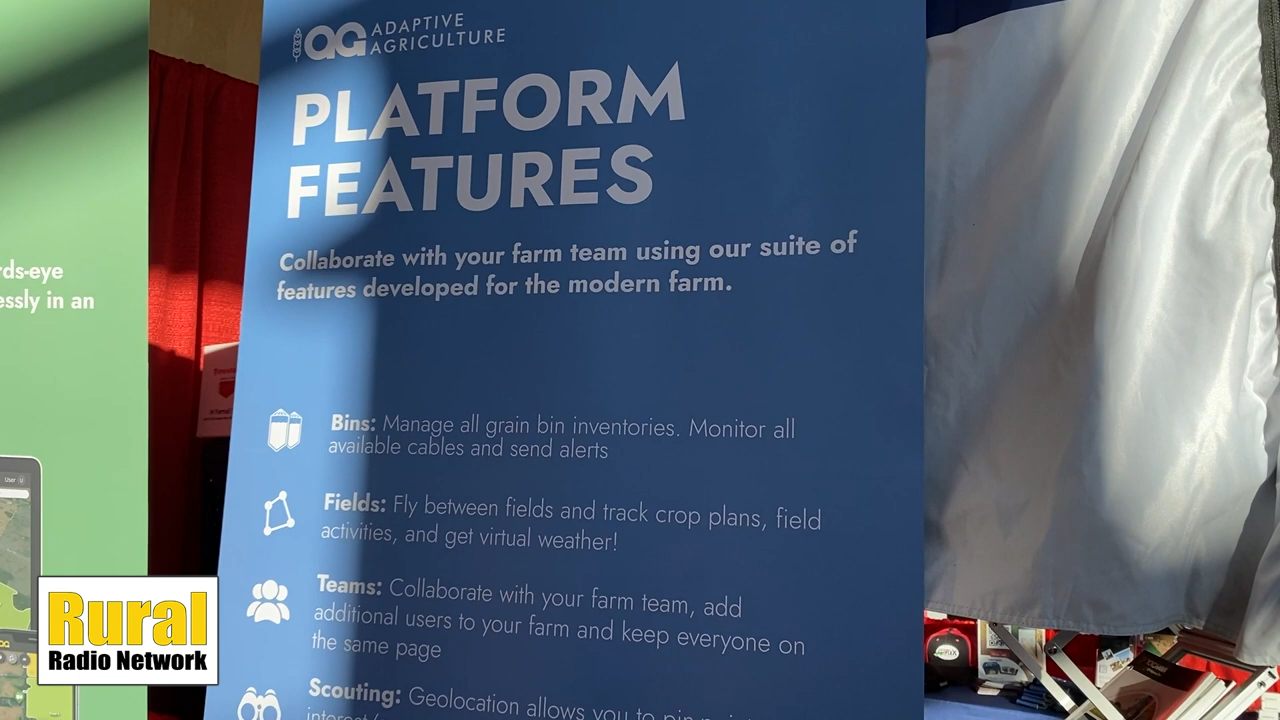 AG ADAPTIVE
AGRICULTURE
PLATFORM
FEATURES
Collaborate with your farm team using our suite of
features developed for the modern farm.
Bins: Manage all grain bin inventories. Monitor all
available cables and send alerts
Fields: Fly between fields and track crop plans, field
activities, and get virtual weather!
Teams: Collaborate with your farm team, add
additional users to your farm and keep everyone on
the same page
Scouting: Geolocation allows you to pin
rds-eye
essly in an
User
Rural
Radio Network